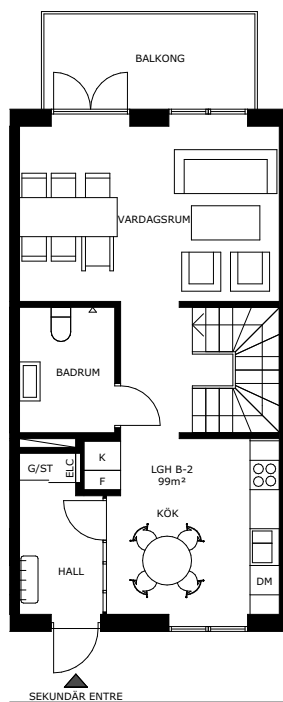 BALKONG
VARDAGSRUM
BADRUM
G/ST
ELC
K
F
LGH B-2
99m²
KÖK
HALL
DM
SEKUNDÄR ENTRE